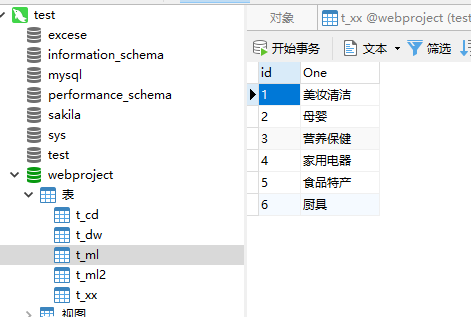 test
excese
information_schema
mysql
performance_schema
sakila
sys
test
webproject
表
t_cd
t_dw
t_ml
t_ml2
t_xx
视图
对象
t_xx @webproject (test
开始事务 文本 筛选
id One
1 美妆清洁
2 母婴
3 营养保健
4 家用电器
5 食品特产
6 厨具